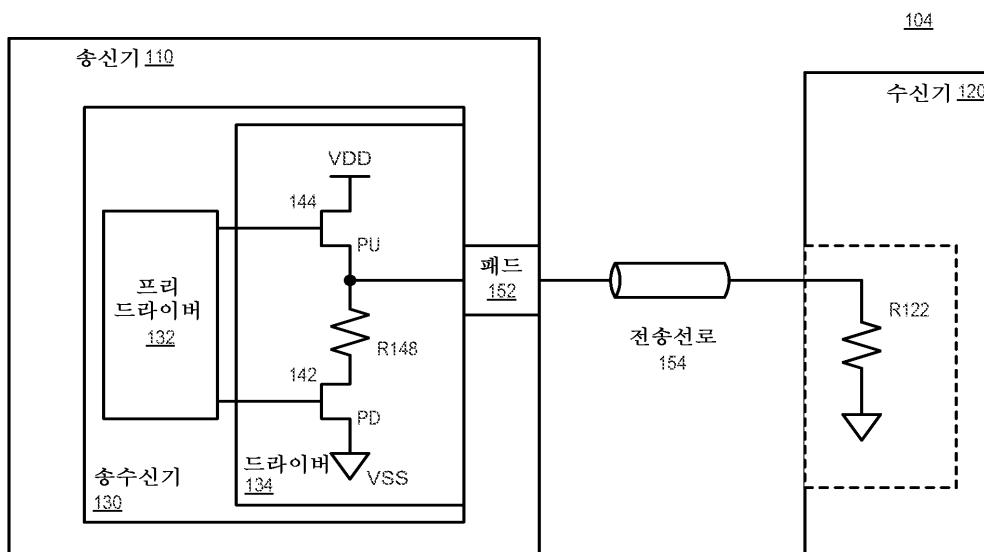 104
송신기 110
수신기 120
VDD
144
PU
프리
드라이버
132
패드
152
R148
전송선로
154
R122
142
PD
드라이버
134
VSS
송수신기
130